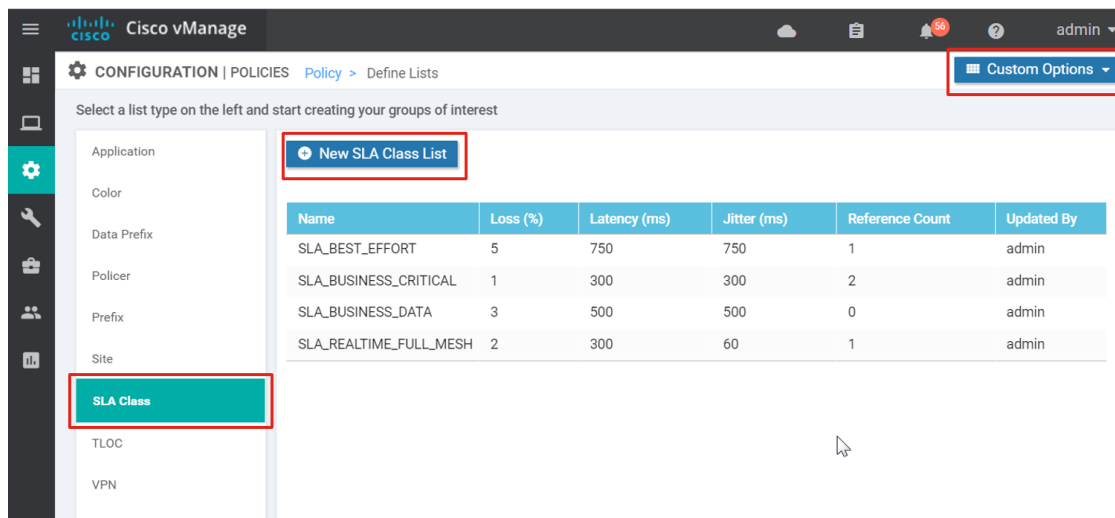 cisco Cisco vManage 56 admin
CONFIGURATION | POLICIES Policy > Define Lists Custom Options
Select a list type on the left and start creating your groups of interest
Application
Color
Data Prefix
Policer
Prefix
Site
SLA Class
TLOC
VPN
New SLA Class List
Name Loss (%) Latency (ms) Jitter (ms) Reference Count Updated By
SLA_BEST_EFFORT 5 750 750 1 admin
SLA_BUSINESS_CRITICAL 1 300 300 2 admin
SLA_BUSINESS_DATA 3 500 500 0 admin
SLA_REALTIME_FULL_MESH 2 300 60 1 admin